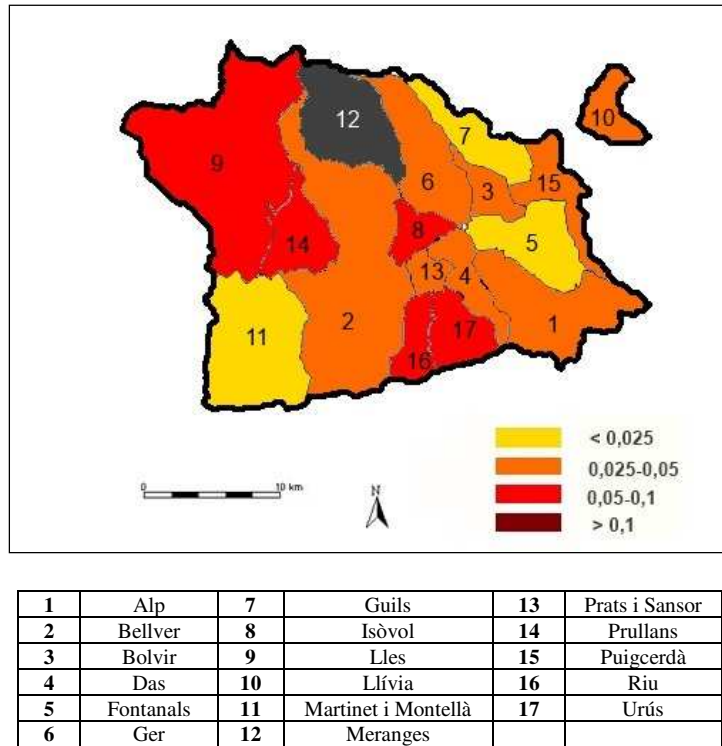 12
7
10
9
6
3
15
8
5
14
13
4
2
1
11
17
16
< 0,025
0,025-0,05
0,05-0,1
> 0,1
0 10 km
N
1 Alp 7 Guils 13 Prats i Sansor
2 Bellver 8 Isòvol 14 Prullans
3 Bolvir 9 Lles 15 Puigcerdà
4 Das 10 Llívia 16 Riu
5 Fontanals 11 Martinet i Montellà 17 Urús
6 Ger 12 Meranges